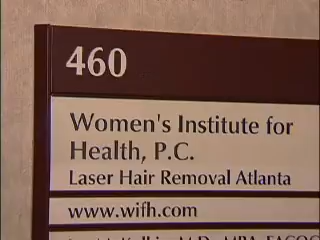 460
Women's Institute for
Health, P.C.
Laser Hair Removal Atlanta
www.wifh.com